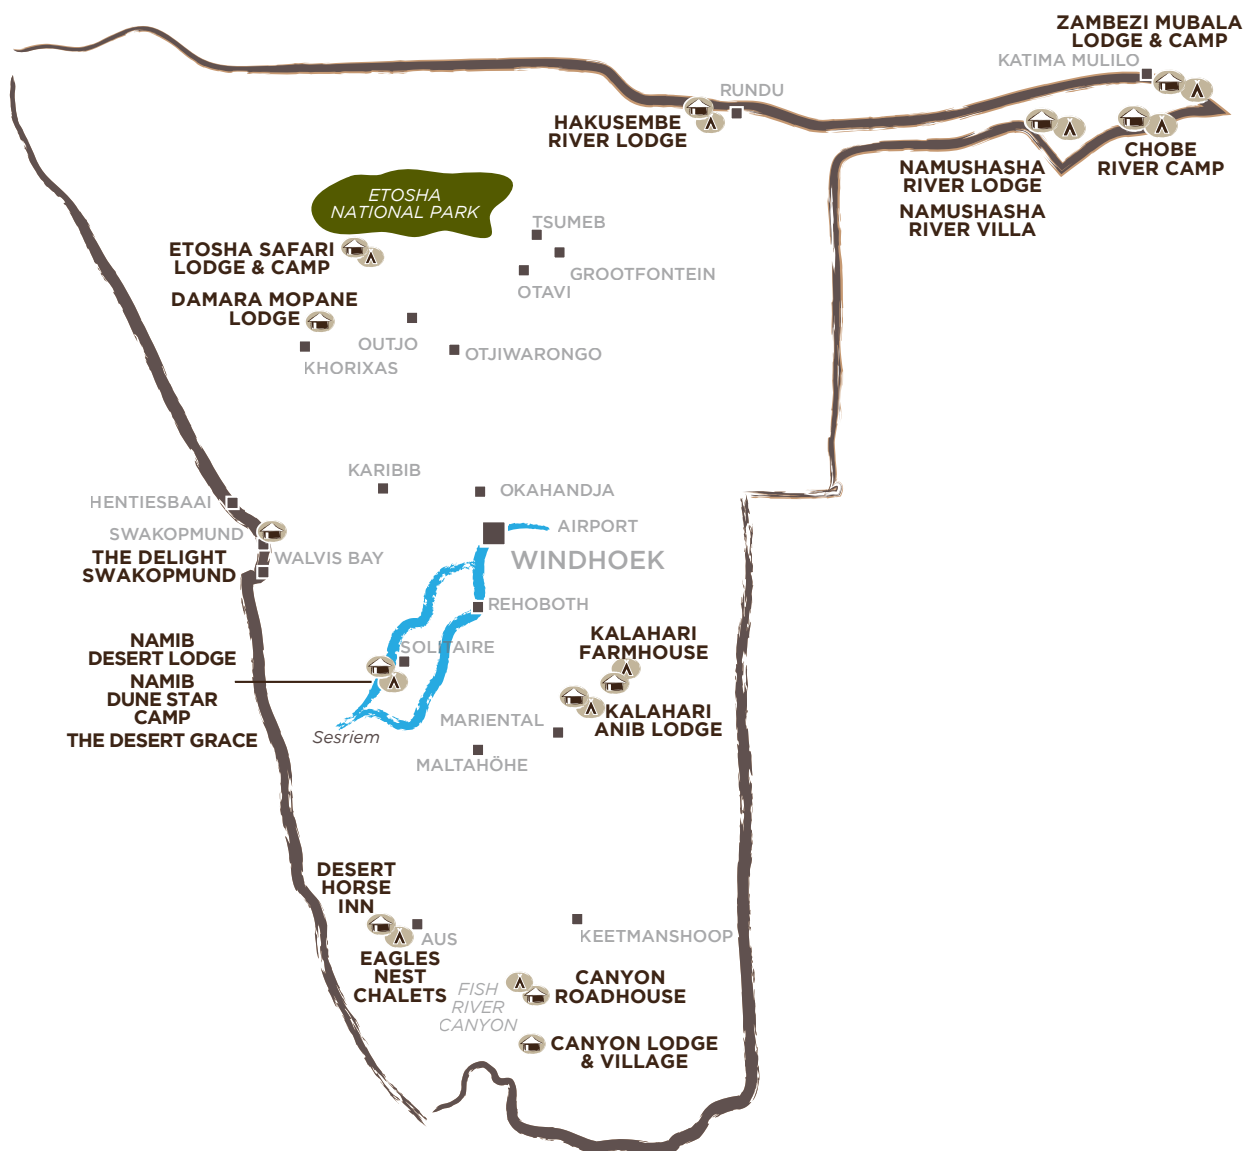 ZAMBEZI MUBALA
LODGE & CAMP
KATIMA MULILO
RUNDU
HAKUSEMBE
RIVER LODGE
CHOBE
RIVER CAMP
NAMUSHASHA
RIVER LODGE
NAMUSHASHA
RIVER VILLA
ETOSHA
NATIONAL PARK
TSUMEB
ETOSHA SAFARI
LODGE & CAMP
GROOTFONTEIN
OTAVI
DAMARA MOPANE
LODGE
OUTJO
OTJIWARONGO
KHORIXAS
KARIBIB
OKAHANDJA
HENTIESBAAI
AIRPORT
SWAKOPMUND
THE DELIGHT
SWAKOPMUND
WALVIS BAY
WINDHOEK
REHOBOTH
NAMIB
DESERT LODGE
NAMIB
DUNE STAR
CAMP
THE DESERT GRACE
SOLITAIRE
KALAHARI
FARMHOUSE
KALAHARI
ANIB LODGE
MARIENTAL
Sesriem
MALTAHÖHE
DESERT
HORSE
INN
AUS
KEETMANSHOOP
EAGLES
NEST
CHALETS
FISH
RIVER
CANYON
CANYON
ROADHOUSE
CANYON LODGE
& VILLAGE